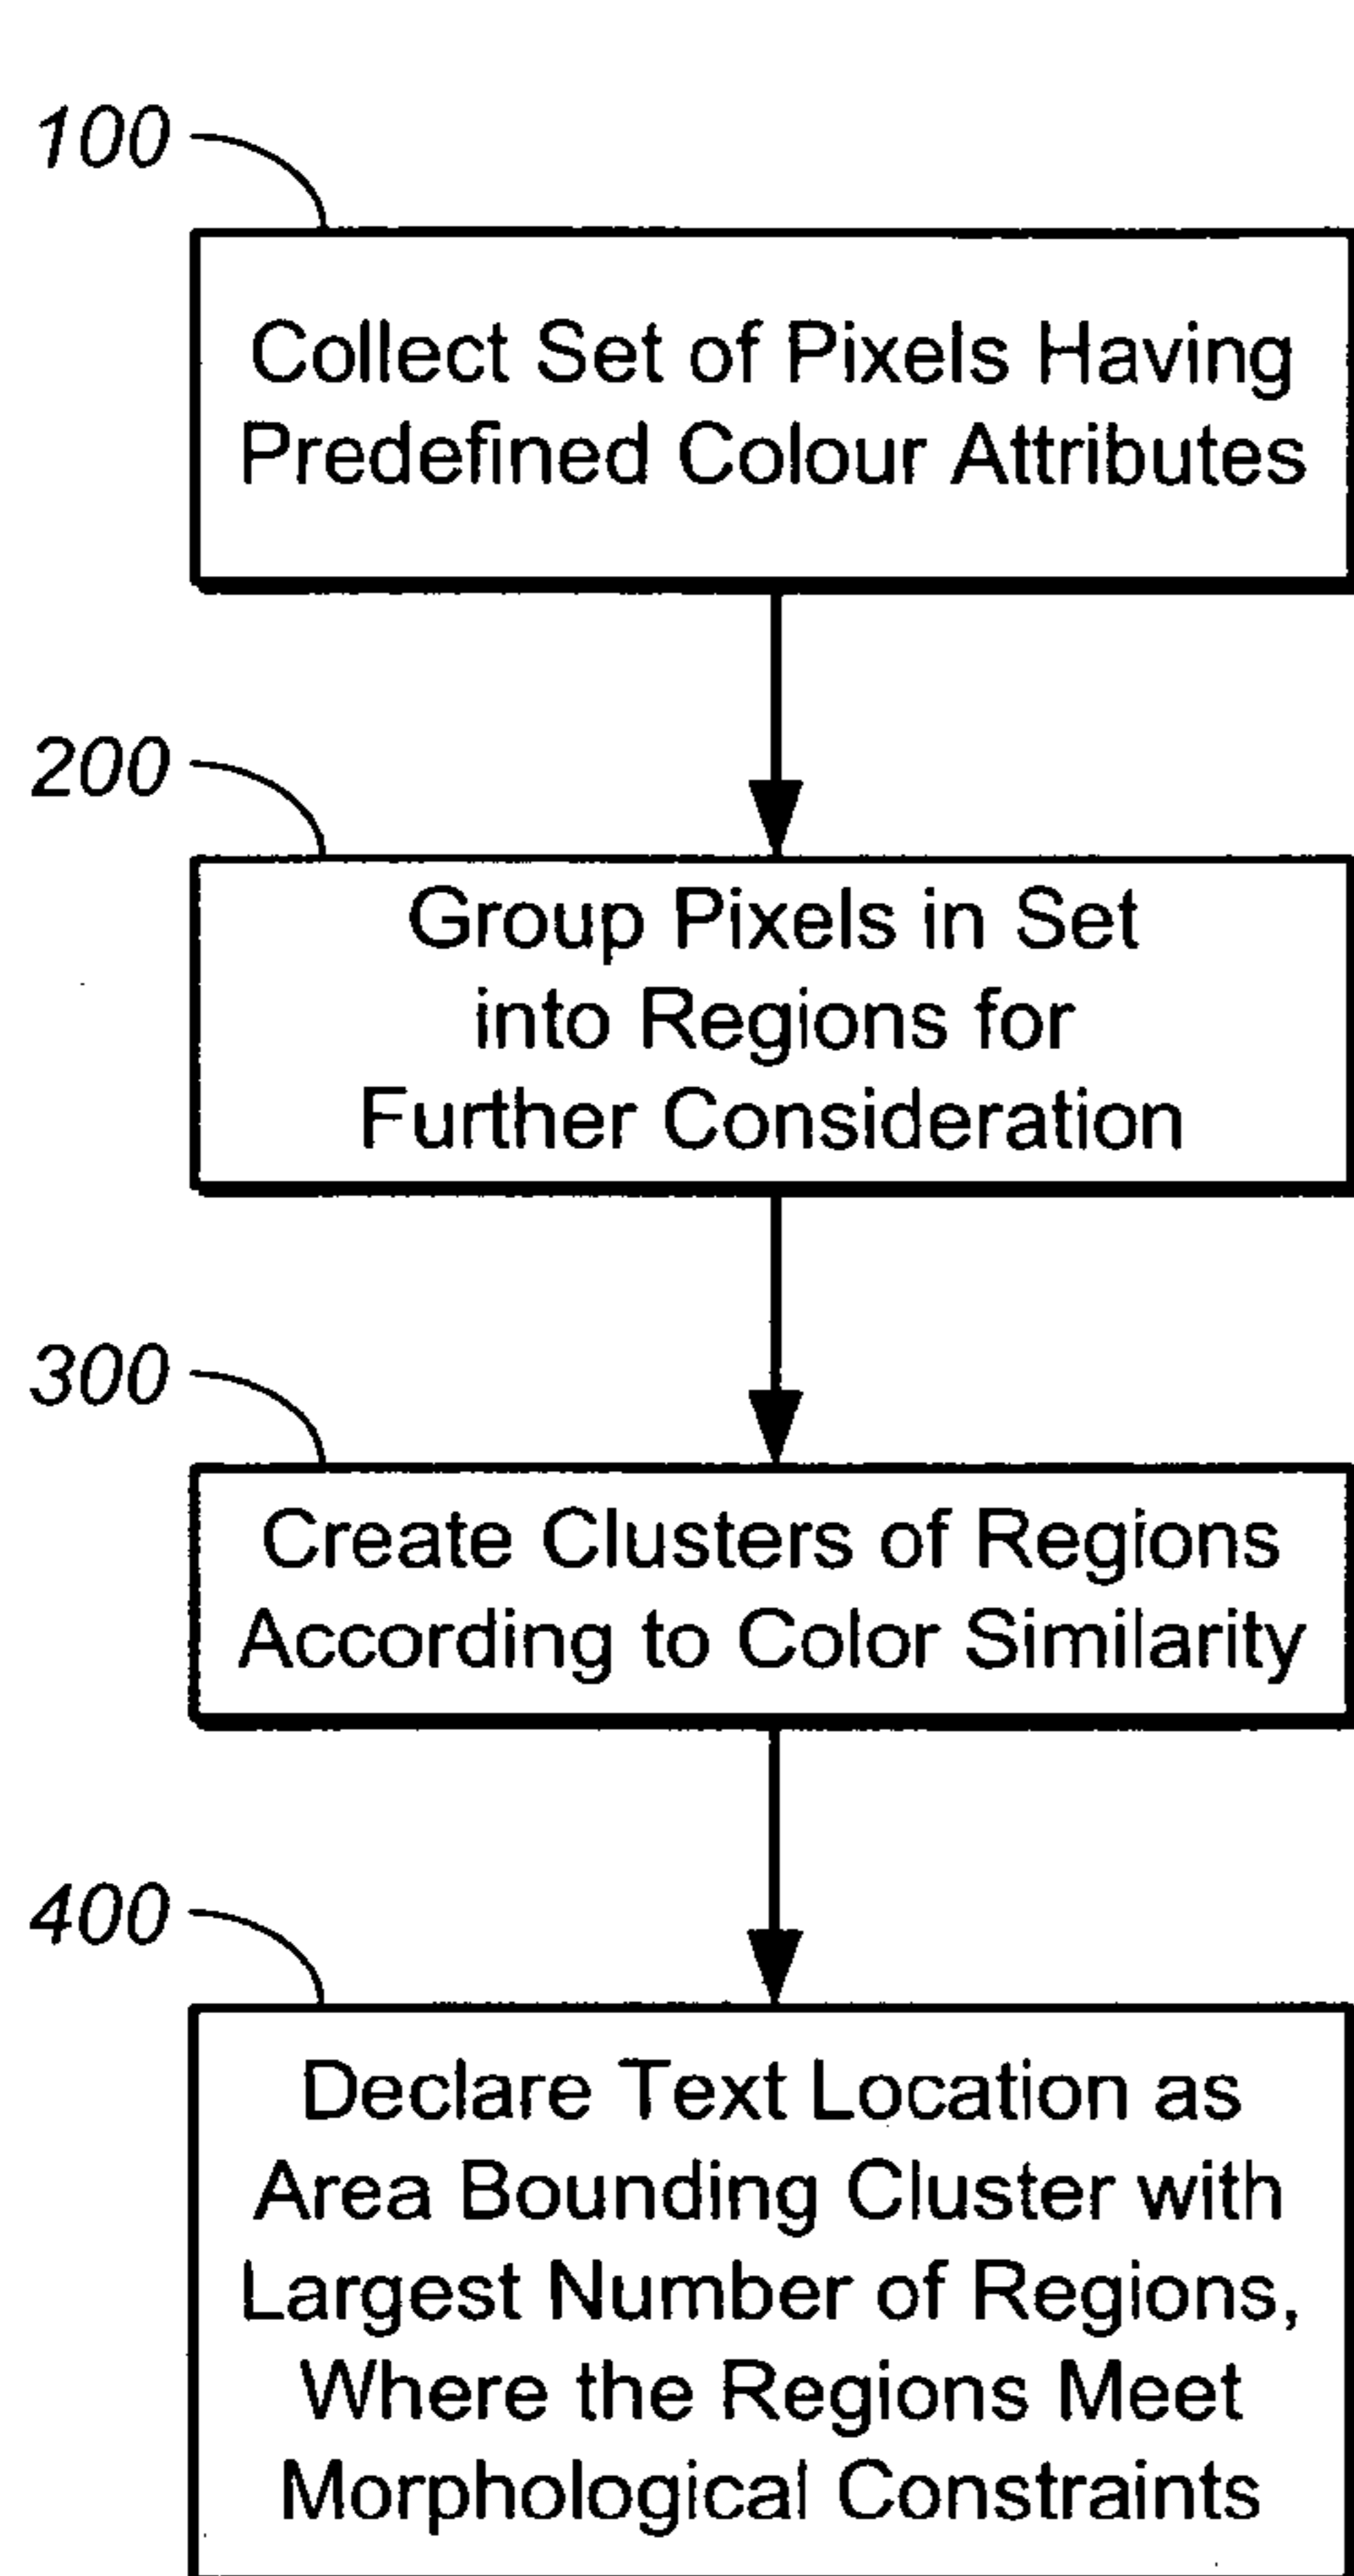 100
Collect Set of Pixels Having
Predefined Colour Attributes
200
Group Pixels in Set
into Regions for
Further Consideration
300
Create Clusters of Regions
According to Color Similarity
400
Declare Text Location as
Area Bounding Cluster with
Largest Number of Regions,
Where the Regions Meet
Morphological Constraints